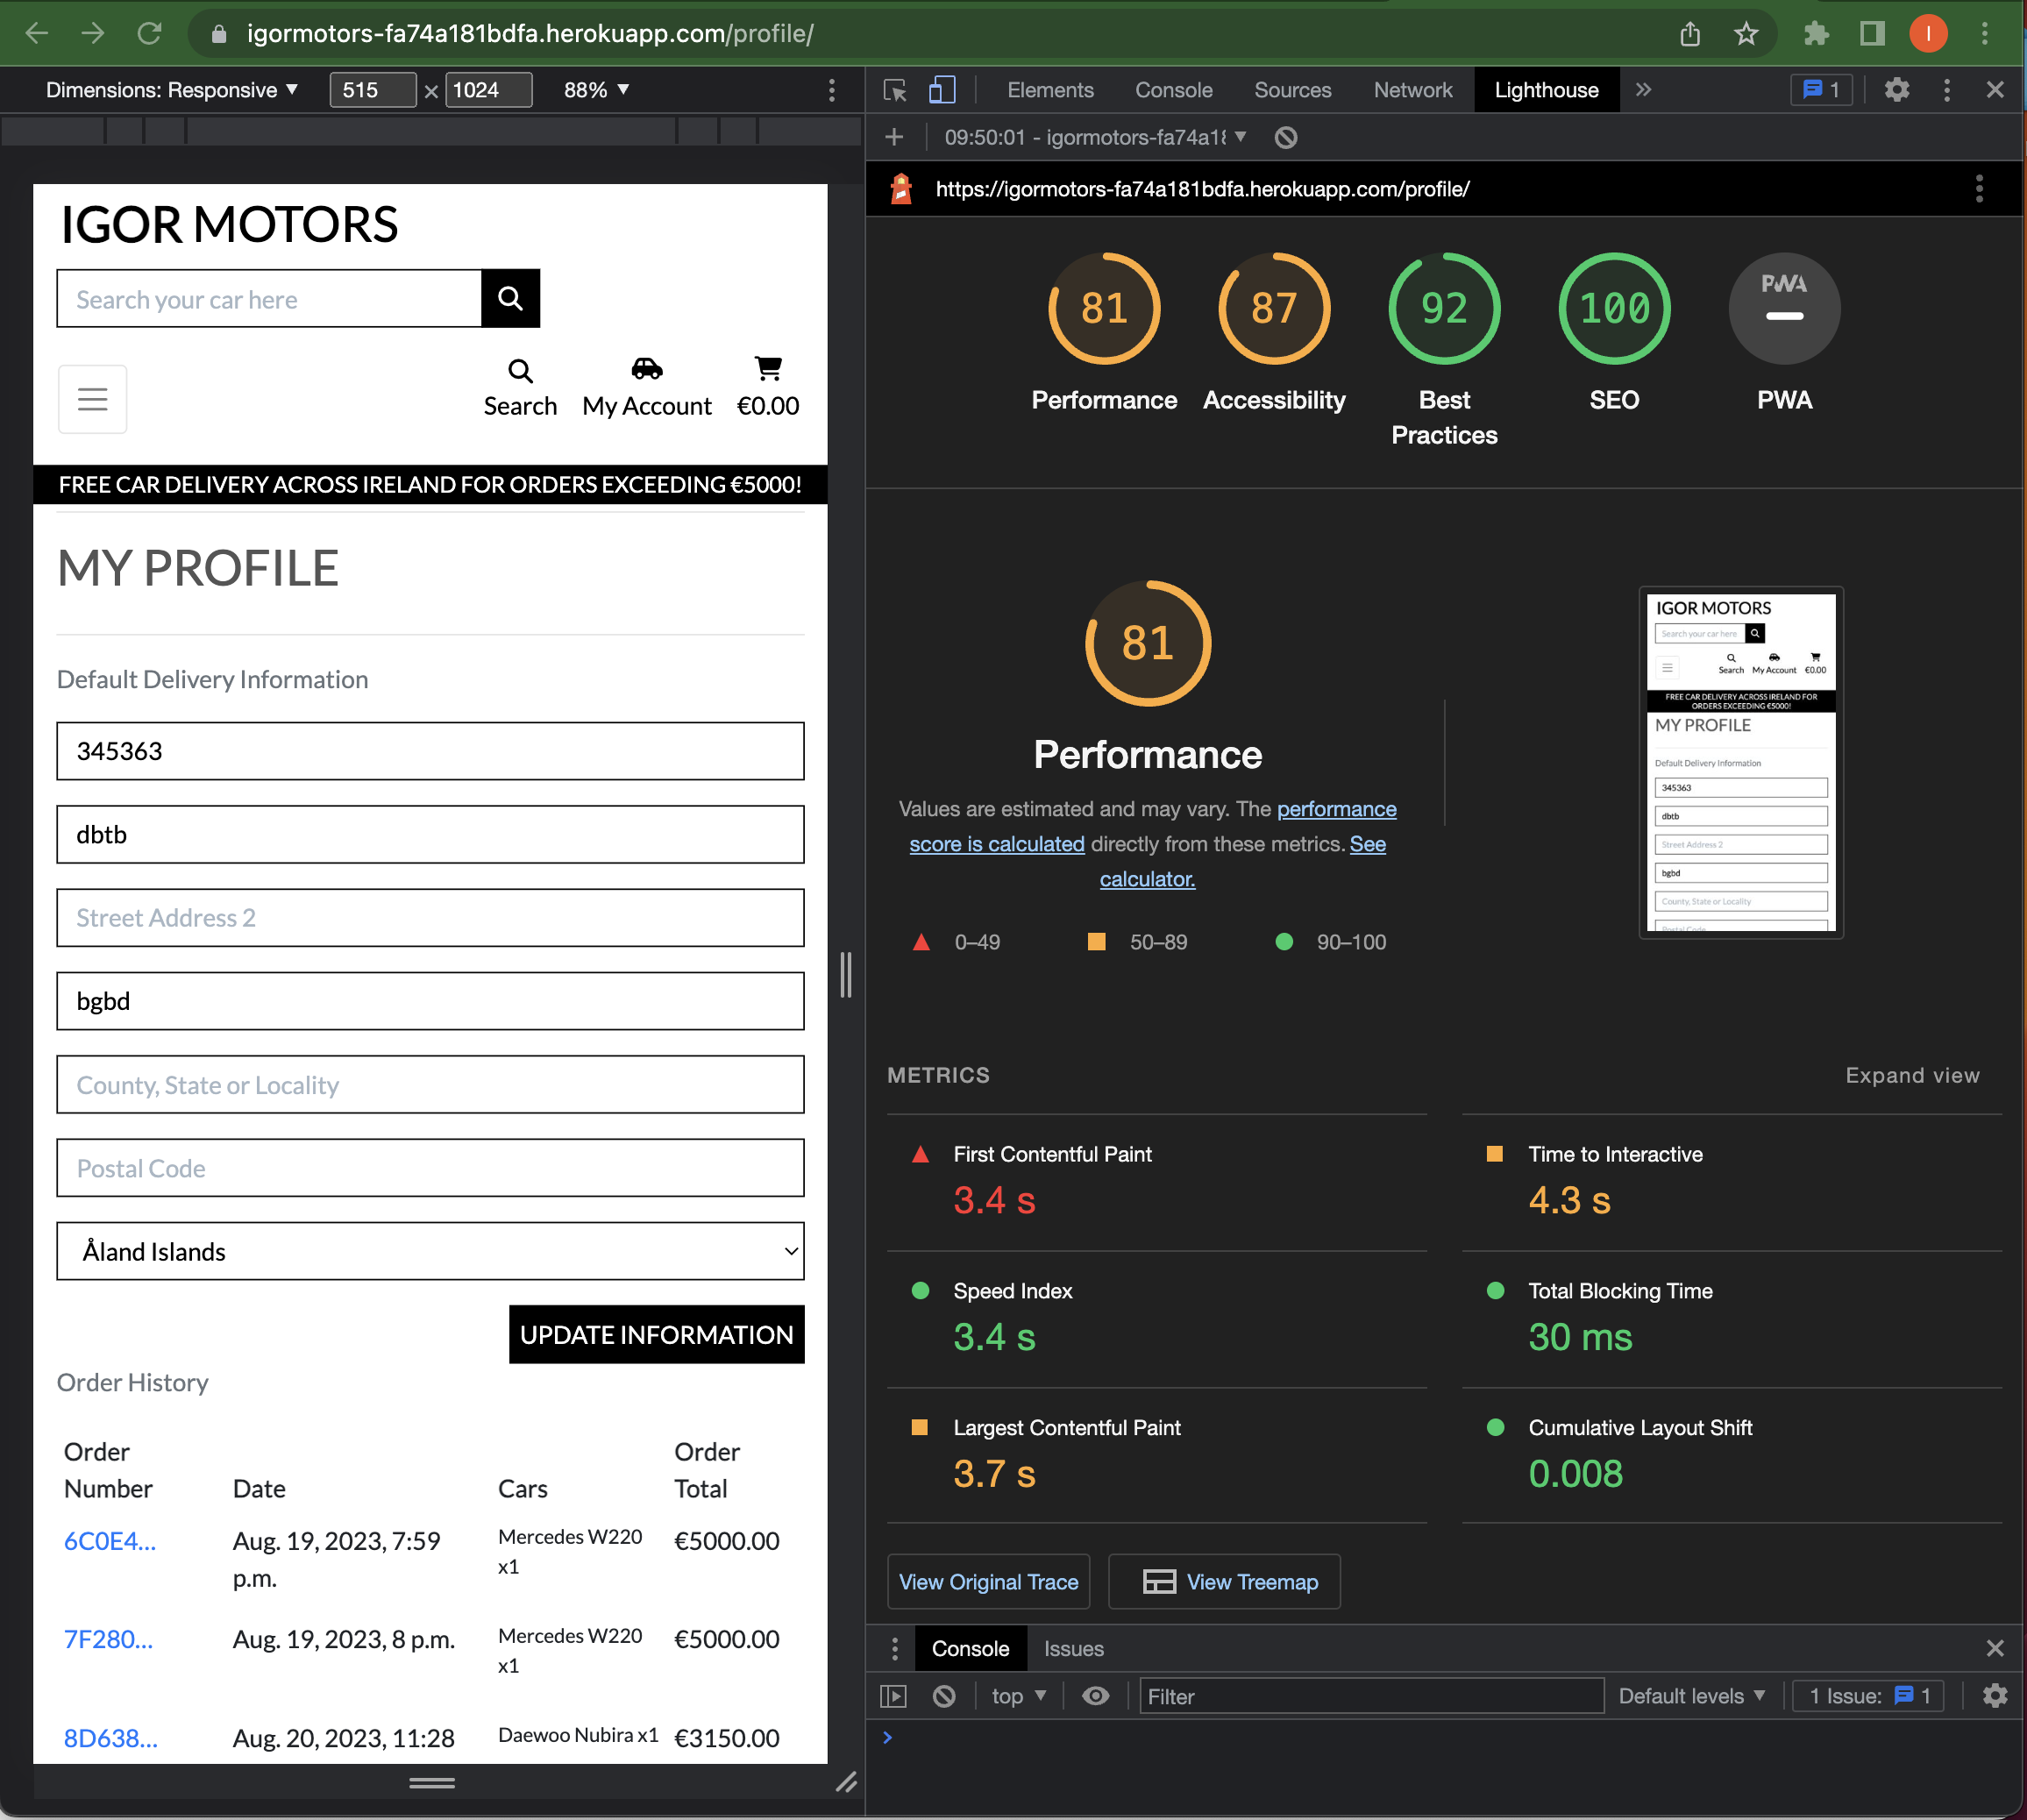 igormotors-fa74a181bdfa.herokuapp.com/profile/
I
Dimensions: Responsive ▼ 515 × 1024 88% ▼
Elements Console Sources Network Lighthouse » 1
+ 09:50:01 - igormotors-fa74a18 ▼
https://igormotors-fa74a181bdfa.herokuapp.com/profile/
IGOR MOTORS
Search your car here
Search My Account €0.00
FREE CAR DELIVERY ACROSS IRELAND FOR ORDERS EXCEEDING €5000!
MY PROFILE
Default Delivery Information
345363
dbtb
Street Address 2
bgbd
County, State or Locality
Postal Code
Åland Islands
UPDATE INFORMATION
Order History
Order Number Date Cars Order Total
6C0E4... Aug. 19, 2023, 7:59 p.m. Mercedes W220 x1 €5000.00
7F280... Aug. 19, 2023, 8 p.m. Mercedes W220 x1 €5000.00
8D638... Aug. 20, 2023, 11:28 Daewoo Nubira x1 €3150.00
81 87 92 100 PWA
Performance Accessibility Best Practices SEO PWA
81
Performance
Values are estimated and may vary. The performance
score is calculated directly from these metrics. See
calculator.
0–49 50–89 90–100
IGOR MOTORS
Search your car here
Search My Account €0.00
FREE CAR DELIVERY ACROSS IRELAND FOR
ORDERS EXCEEDING €5000!
MY PROFILE
Default Delivery Information
345363
dbtb
Street Address 2
bgbd
County, State or Locality
Postal Code
METRICS Expand view
First Contentful Paint
3.4 s
Time to Interactive
4.3 s
Speed Index
3.4 s
Total Blocking Time
30 ms
Largest Contentful Paint
3.7 s
Cumulative Layout Shift
0.008
View Original Trace View Treemap
Console Issues
top ▼ Filter Default levels ▼ 1 Issue: 1